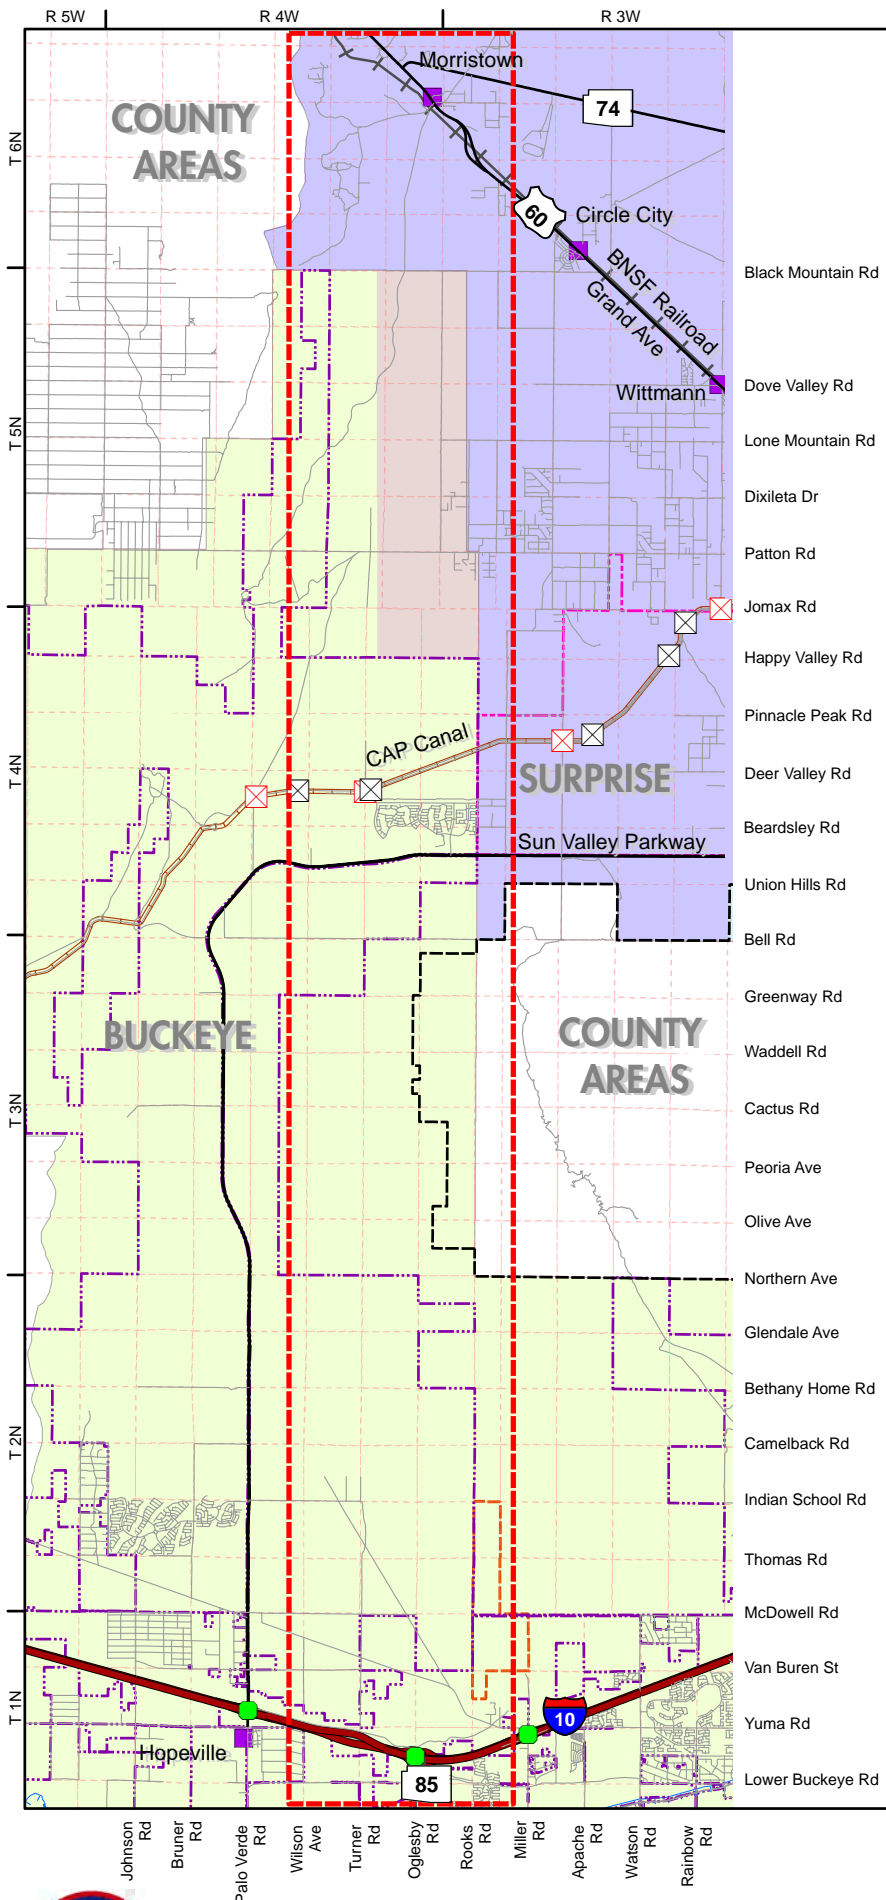 R 5W
R 4W
R 3W
T 6N
T 5N
T 4N
T 3N
T 2N
T 1N
Morristown
74
COUNTY
AREAS
60
Circle City
BNSF Railroad
Grand Ave
Wittmann
CAP Canal
SURPRISE
Sun Valley Parkway
BUCKEYE
COUNTY
AREAS
10
Hopeville
85
Black Mountain Rd
Dove Valley Rd
Lone Mountain Rd
Dixileta Dr
Patton Rd
Jomax Rd
Happy Valley Rd
Pinnacle Peak Rd
Deer Valley Rd
Beardsley Rd
Union Hills Rd
Bell Rd
Greenway Rd
Waddell Rd
Cactus Rd
Peoria Ave
Olive Ave
Northern Ave
Glendale Ave
Bethany Home Rd
Camelback Rd
Indian School Rd
Thomas Rd
McDowell Rd
Van Buren St
Yuma Rd
Lower Buckeye Rd
Johnson
Rd
Bruner
Rd
Palo Verde
Rd
Wilson
Ave
Turner
Rd
Oglesby
Rd
Rooks
Rd
Miller
Rd
Apache
Rd
Watson
Rd
Rainbow
Rd